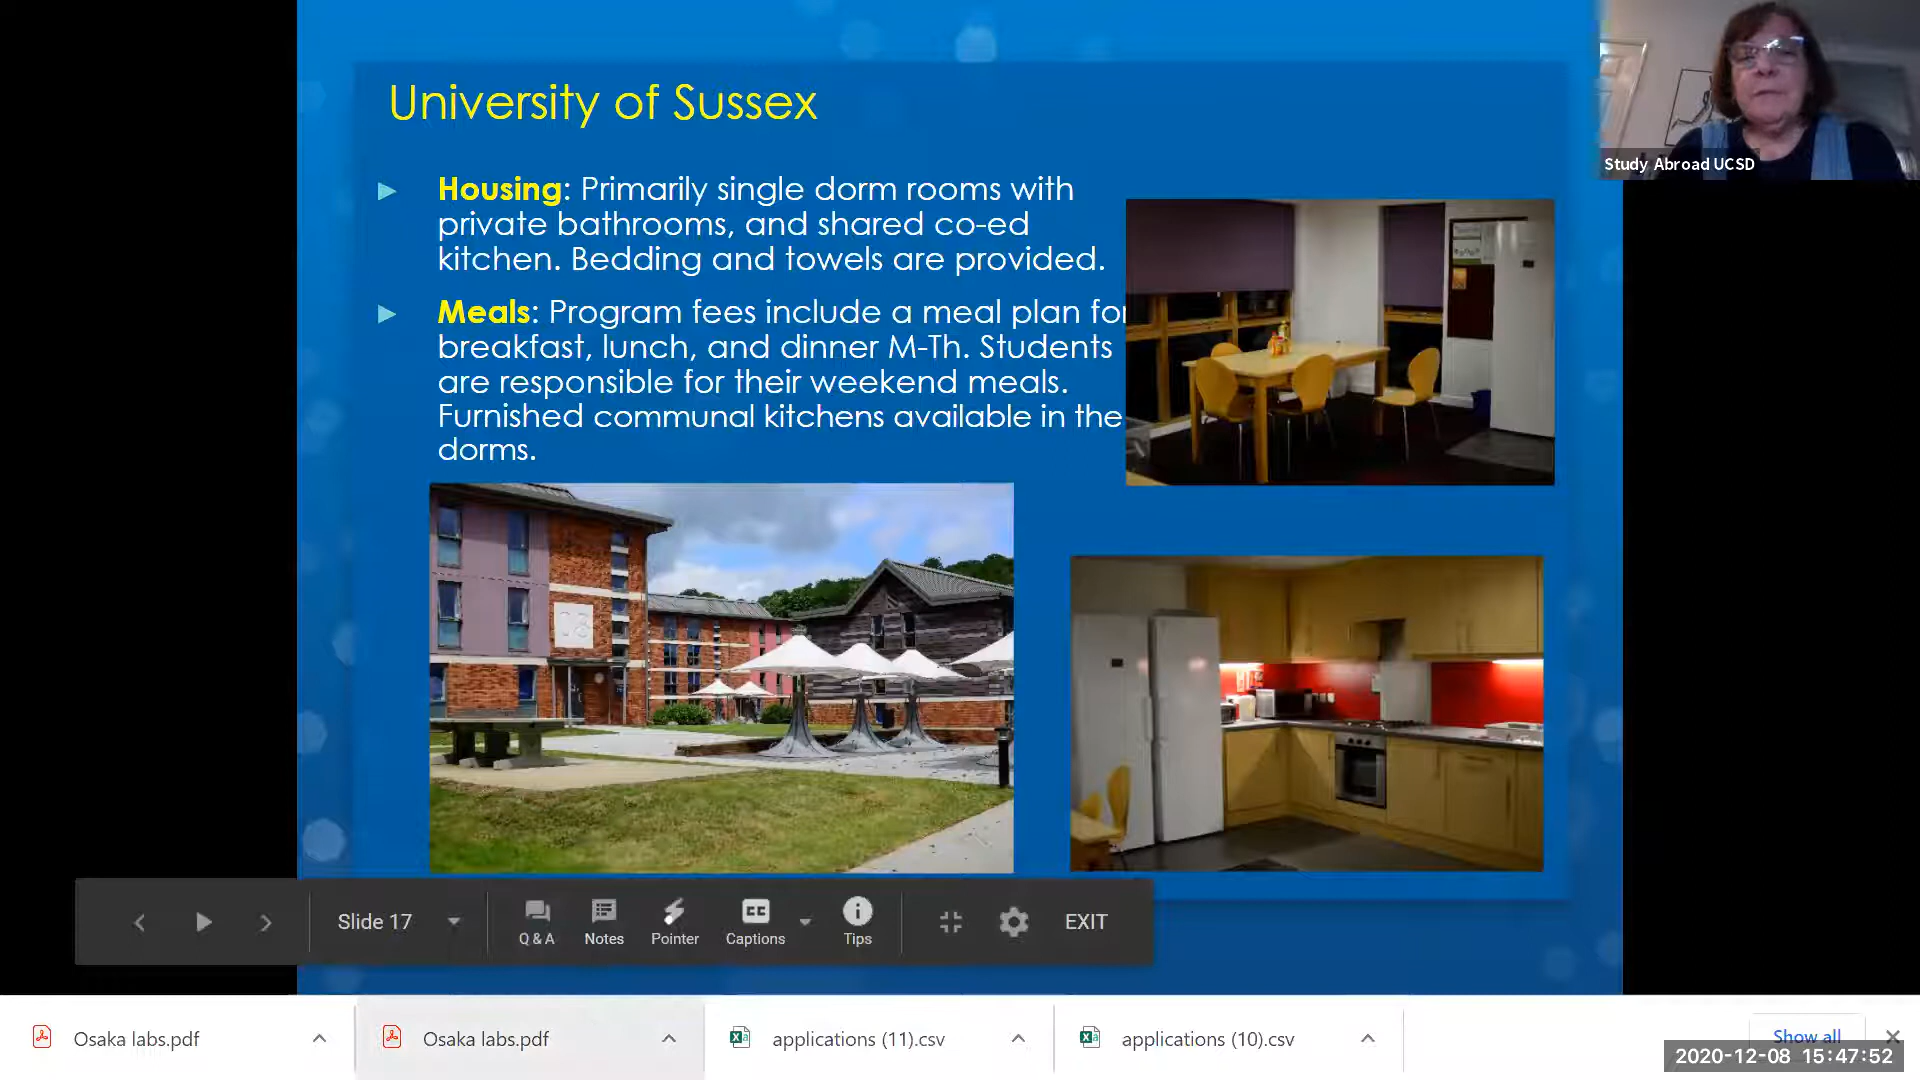 University of Sussex
Study Abroad UCSD
Housing: Primarily single dorm rooms with
private bathrooms, and shared co-ed
kitchen. Bedding and towels are provided.
Meals: Program fees include a meal plan for
breakfast, lunch, and dinner M-Th. Students
are responsible for their weekend meals.
Furnished communal kitchens available in the
dorms.
Slide 17
Q & A
Notes
Pointer
CC
Captions
Tips
EXIT
Osaka labs.pdf
Osaka labs.pdf
applications (11).csv
applications (10).csv
Show all
2020-12-08 15:47:52